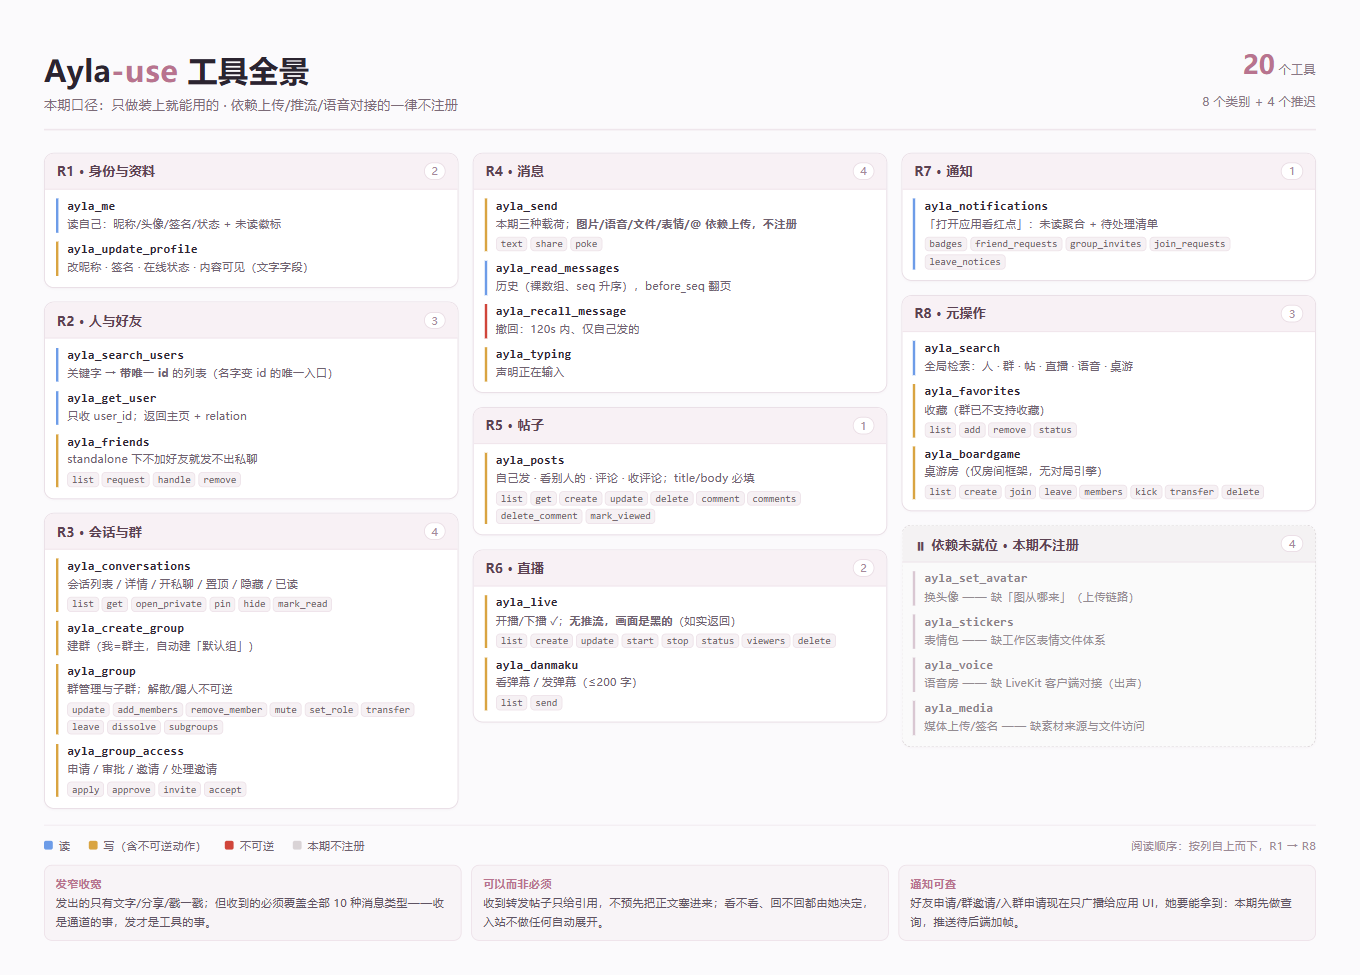 Ayla-use 工具全景
20 个工具
本期口径：只做装上就能用的 · 依赖上传/推流/语音对接的一律不注册
8 个类别 + 4 个推迟
R1 • 身份与资料
2
ayla_me
读自己：昵称/头像/签名/状态 + 未读徽标
ayla_update_profile
改昵称 · 签名 · 在线状态 · 内容可见（文字字段）
R2 • 人与好友
3
ayla_search_users
关键字 → 带唯一 id 的列表（名字变 id 的唯一入口）
ayla_get_user
只收 user_id；返回主页 + relation
ayla_friends
standalone 下不加好友就发不出私聊
list request handle remove
R3 • 会话与群
4
ayla_conversations
会话列表 / 详情 / 开私聊 / 置顶 / 隐藏 / 已读
list get open_private pin hide mark_read
ayla_create_group
建群（我=群主，自动建「默认组」）
ayla_group
群管理与子群；解散/踢人不可逆
update add_members remove_member mute set_role transfer
leave dissolve subgroups
ayla_group_access
申请 / 审批 / 邀请 / 处理邀请
apply approve invite accept
R4 • 消息
4
ayla_send
本期三种载荷；图片/语音/文件/表情/@ 依赖上传，不注册
text share poke
ayla_read_messages
历史（裸数组、seq 升序），before_seq 翻页
ayla_recall_message
撤回：120s 内、仅自己发的
ayla_typing
声明正在输入
R5 • 帖子
1
ayla_posts
自己发 · 看别人的 · 评论 · 收评论；title/body 必填
list get create update delete comment comments
delete_comment mark_viewed
R6 • 直播
2
ayla_live
开播/下播 ✓；无推流，画面是黑的（如实返回）
list create update start stop status viewers delete
ayla_danmaku
看弹幕 / 发弹幕（≤200 字）
list send
R7 • 通知
1
ayla_notifications
「打开应用看红点」：未读聚合 + 待处理清单
badges friend_requests group_invites join_requests
leave_notices
R8 • 元操作
3
ayla_search
全局检索：人 · 群 · 帖 · 直播 · 语音 · 桌游
ayla_favorites
收藏（群已不支持收藏）
list add remove status
ayla_boardgame
桌游房（仅房间框架，无对局引擎）
list create join leave members kick transfer delete
⏸ 依赖未就位 • 本期不注册
4
ayla_set_avatar
换头像 —— 缺「图从哪来」（上传链路）
ayla_stickers
表情包 —— 缺工作区表情文件体系
ayla_voice
语音房 —— 缺 LiveKit 客户端对接（出声）
ayla_media
媒体上传/签名 —— 缺素材来源与文件访问
读 写（含不可逆动作） 不可逆 本期不注册
阅读顺序：按列自上而下，R1 → R8
发窄收宽
发出的只有文字/分享/戳一戳；但收到的必须覆盖全部 10 种消息类型——收
是通道的事，发才是工具的事。
可以而非必须
收到转发帖子只给引用，不预先把正文塞进来；看不看、回不回都由她决定，
入站不做任何自动展开。
通知可查
好友申请/群邀请/入群申请现在只广播给应用 UI，她要能拿到：本期先做查
询，推送待后端加帧。